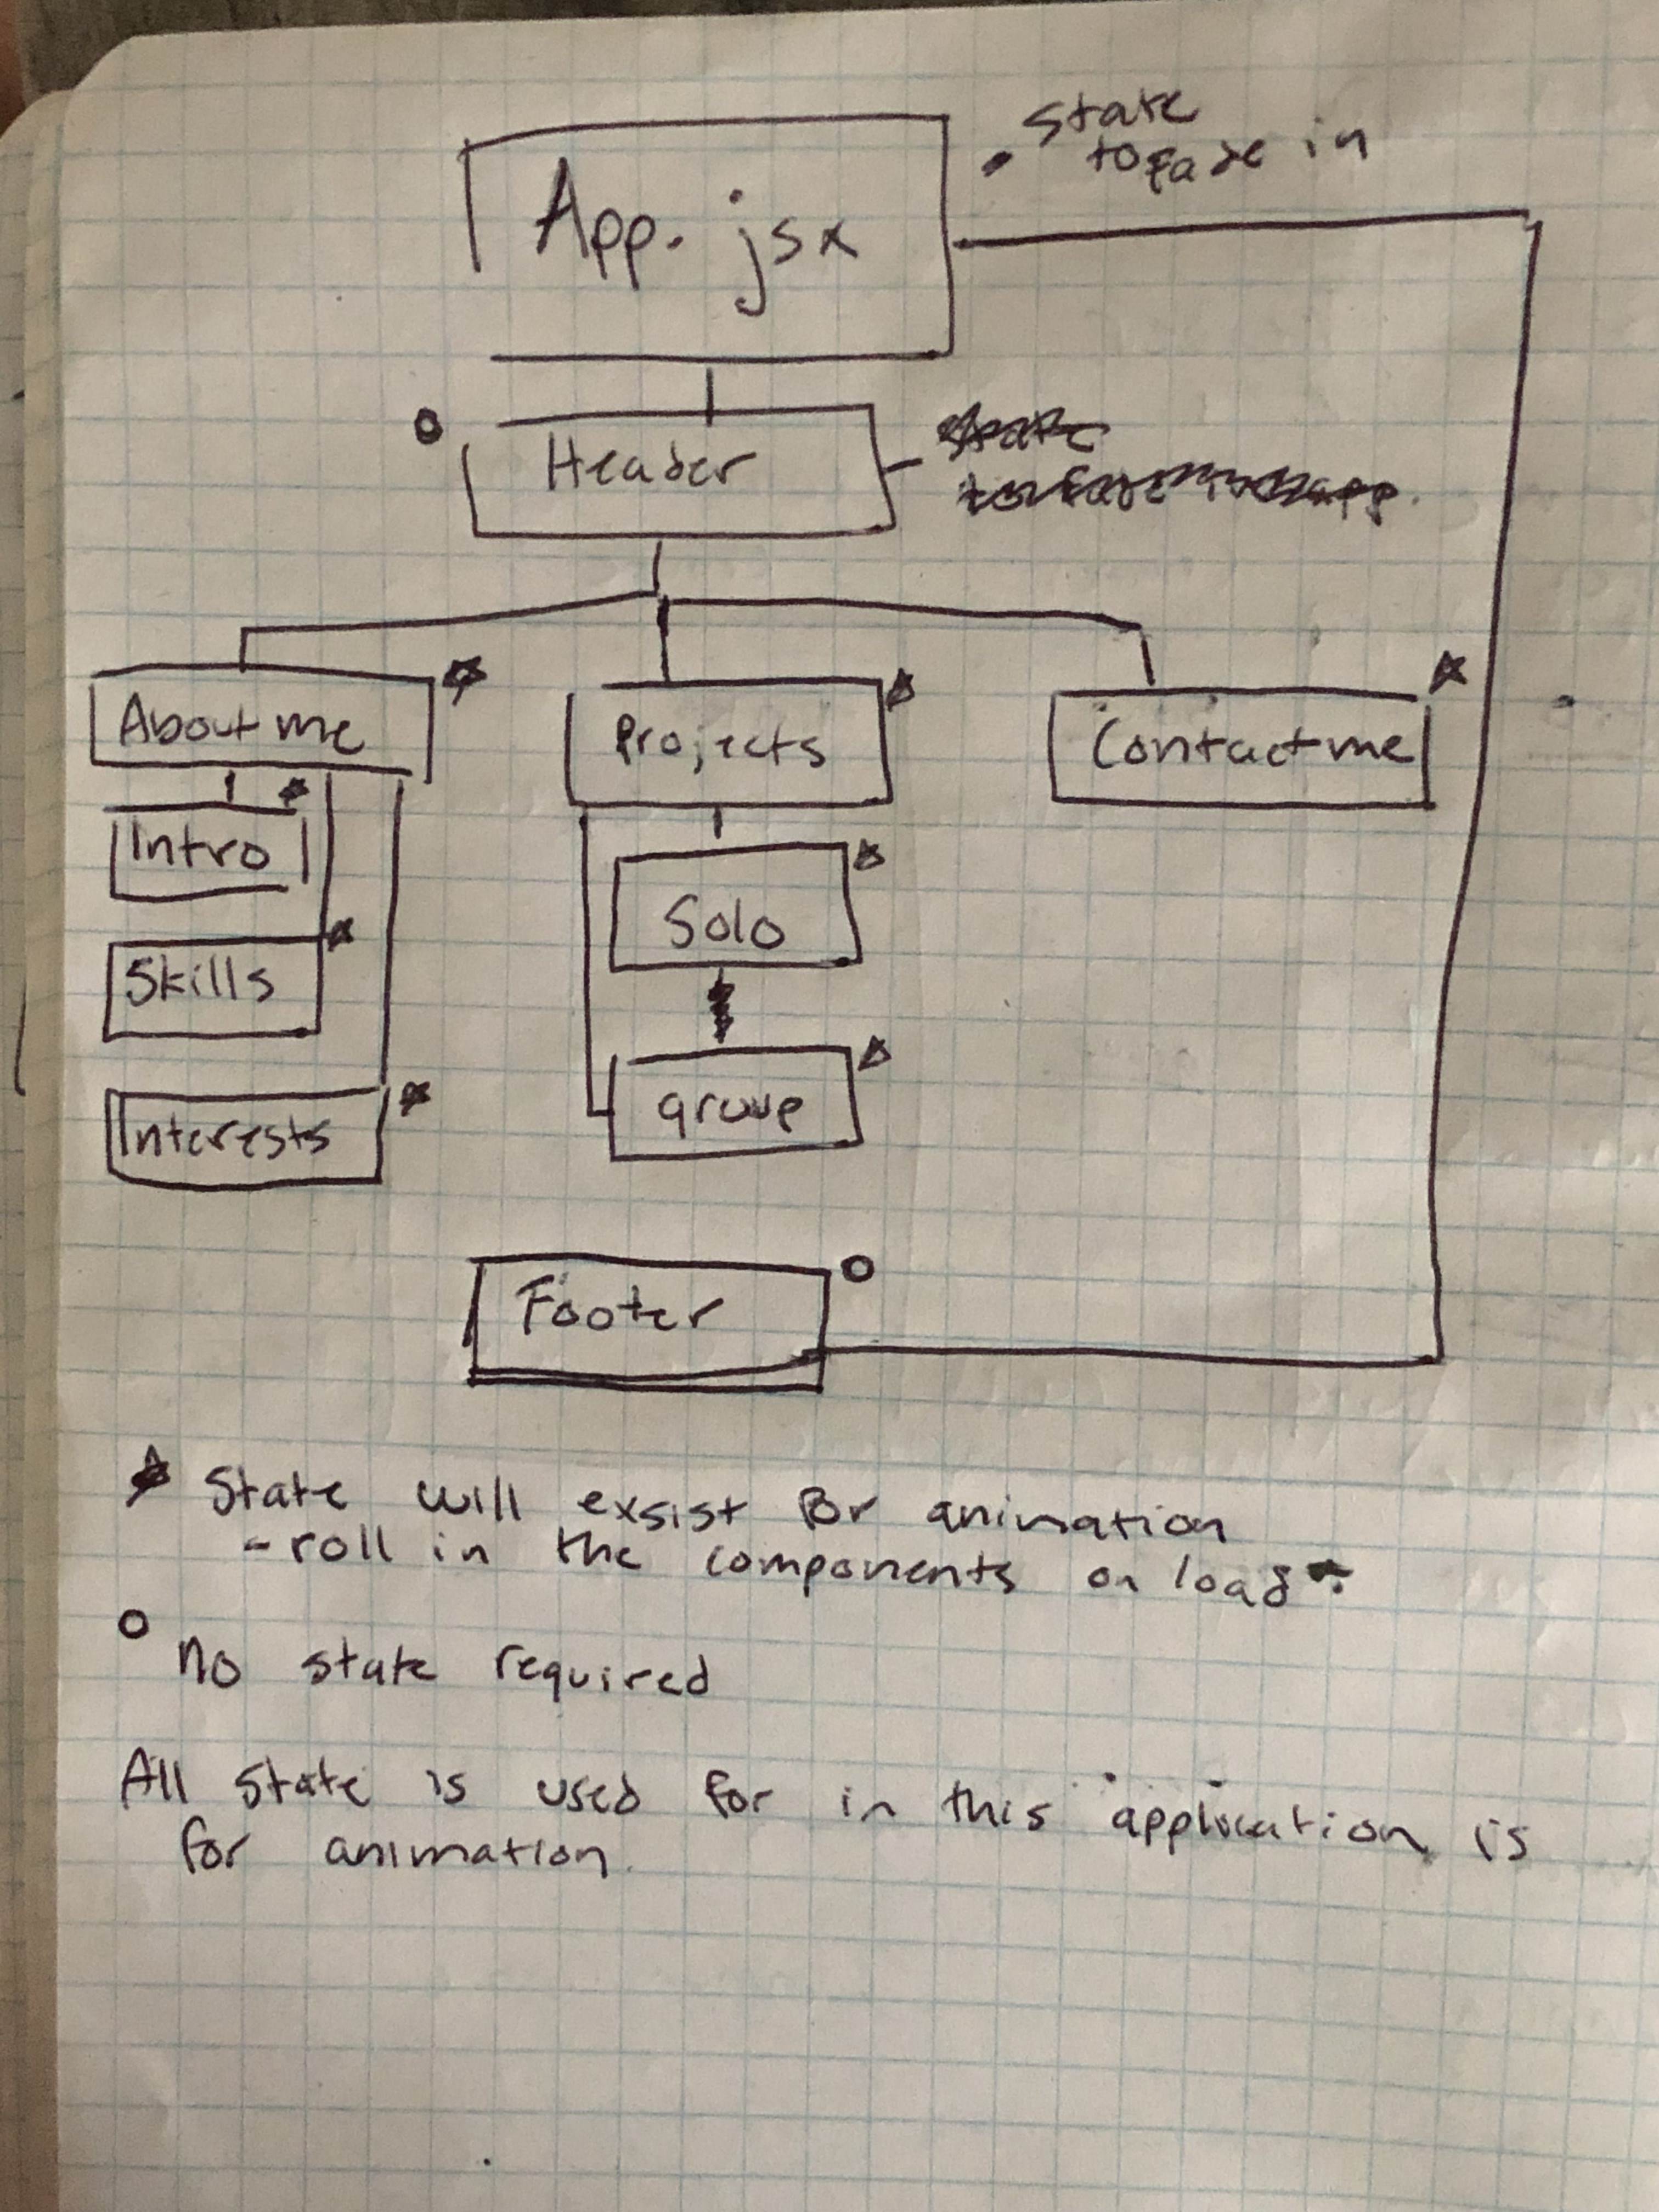 State
to fade in
App.jsx
Header
About me
Projects
Contact me
Intro
Solo
Skills
group
Interests
Footer
State will exsist for animation
- roll in the components on load
no state required
All state is used for in this application is
for animation.